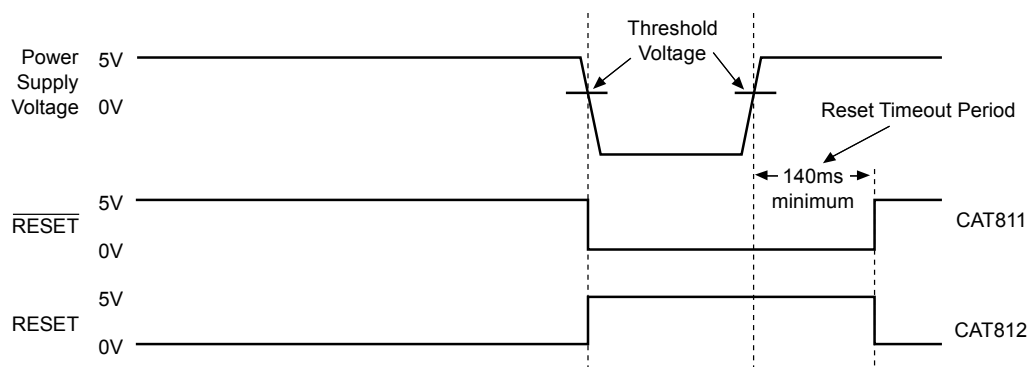 Power
Supply
Voltage
5V
0V
Threshold
Voltage
Reset Timeout Period
140ms
minimum
RESET
5V
0V
CAT811
RESET
5V
0V
CAT812